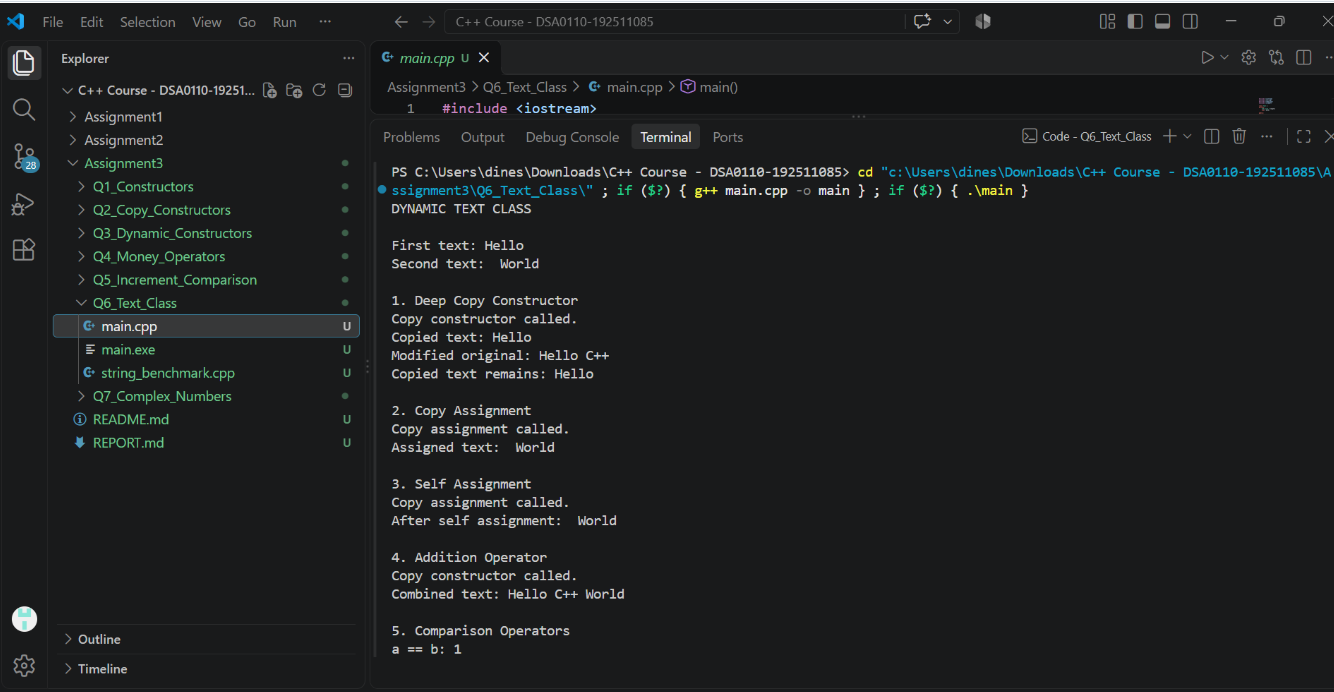 File Edit Selection View Go Run ···
C++ Course - DSA0110-192511085
Explorer
C++ Course - DSA0110-19251...
Assignment1
Assignment2
Assignment3
Q1_Constructors
Q2_Copy_Constructors
Q3_Dynamic_Constructors
Q4_Money_Operators
Q5_Increment_Comparison
Q6_Text_Class
main.cpp U
main.exe U
string_benchmark.cpp U
Q7_Complex_Numbers
README.md U
REPORT.md U
28
Outline
Timeline
main.cpp U
Assignment3 > Q6_Text_Class > main.cpp > main()
1 #include <iostream>
Problems Output Debug Console Terminal Ports
Code - Q6_Text_Class
PS C:\Users\dines\Downloads\C++ Course - DSA0110-192511085> cd "c:\Users\dines\Downloads\C++ Course - DSA0110-192511085\A
ssignment3\Q6_Text_Class\" ; if ($?) { g++ main.cpp -o main } ; if ($?) { .\main }
DYNAMIC TEXT CLASS
First text: Hello
Second text:  World
1. Deep Copy Constructor
Copy constructor called.
Copied text: Hello
Modified original: Hello C++
Copied text remains: Hello
2. Copy Assignment
Copy assignment called.
Assigned text:  World
3. Self Assignment
Copy assignment called.
After self assignment:  World
4. Addition Operator
Copy constructor called.
Combined text: Hello C++ World
5. Comparison Operators
a == b: 1